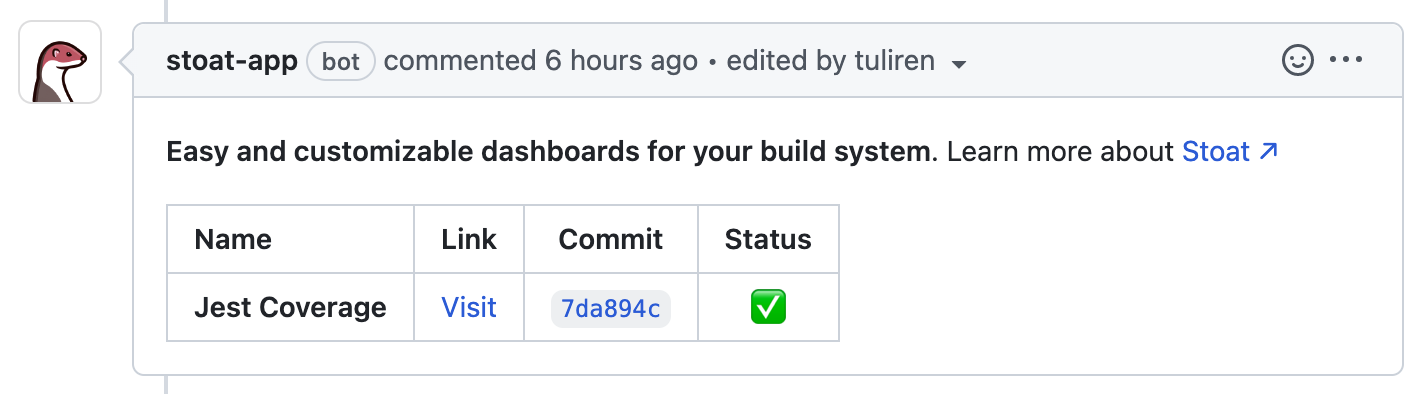 stoat-app bot commented 6 hours ago • edited by tuliren
Easy and customizable dashboards for your build system. Learn more about Stoat ↗
Name Link Commit Status
Jest Coverage Visit 7da894c ✅